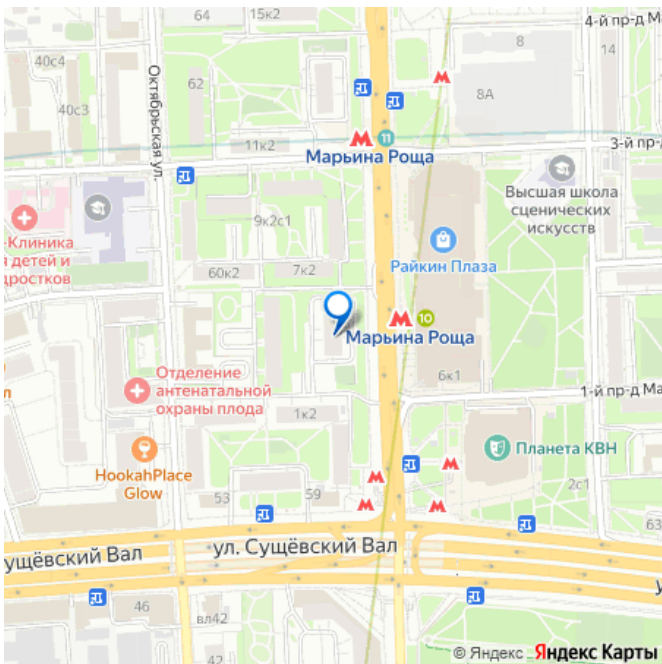 64
15к2
4-й пр-д Ма
40с4
62
8
14
8А
40с3
Октябрьская ул.
11к2
11
Марьина Роща
3-й пр-д
Высшая школа
сценических
искусств
9к2с1
-Клиника
я детей и
дростков
Райкин Плаза
60к2
7к2
10
Марьина Роща
Отделение
антенатальной
охраны плода
6к1
1-й пр-д Ма
л
1к2
Планета КВН
HookahPlace
Glow
53
59
2с1
63
ущёвский Вал
ул. Сущёвский Вал
у
46
вл42
42
© Яндекс Яндекс Карты